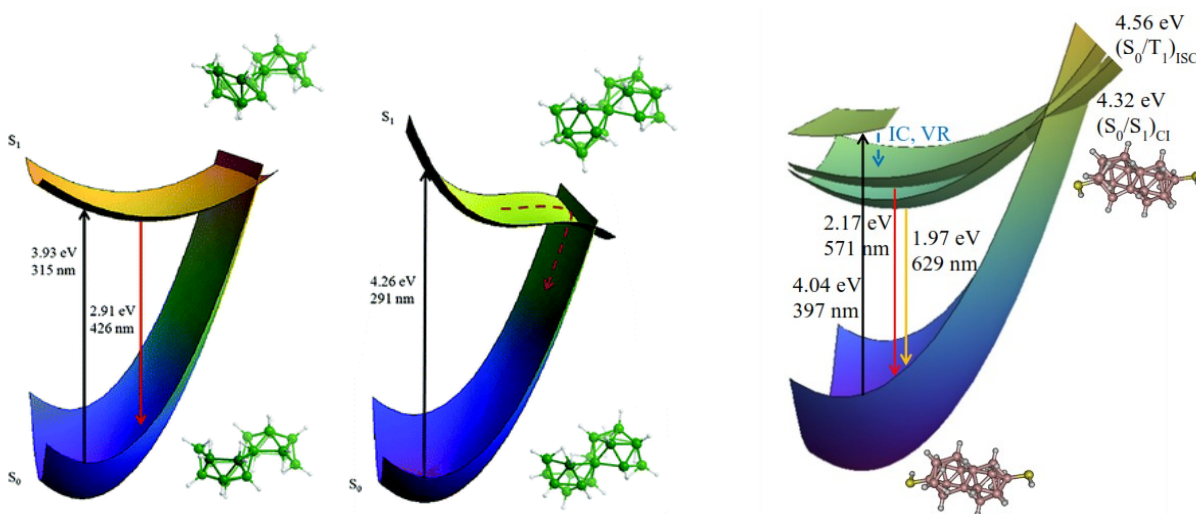 S1
3.93 eV
315 nm
2.91 eV
426 nm
S0
S1
4.26 eV
291 nm
S0
4.56 eV
(S0/T1)ISC
4.32 eV
(S0/S1)CI
IC, VR
2.17 eV
571 nm
1.97 eV
629 nm
4.04 eV
397 nm